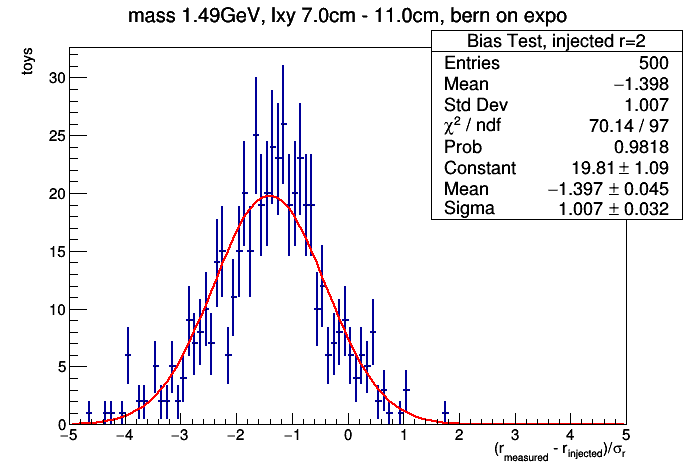 mass 1.49GeV, lxy 7.0cm - 11.0cm, bern on expo
Bias Test, injected r=2
Entries 500
Mean −1.398
Std Dev 1.007
χ² / ndf 70.14 / 97
Prob 0.9818
Constant 19.81 ± 1.09
Mean −1.397 ± 0.045
Sigma 1.007 ± 0.032
toys
30
25
20
15
10
5
0
−5 −4 −3 −2 −1 0 1 2 3 4 5
(r_measured - r_injected)/σ_r